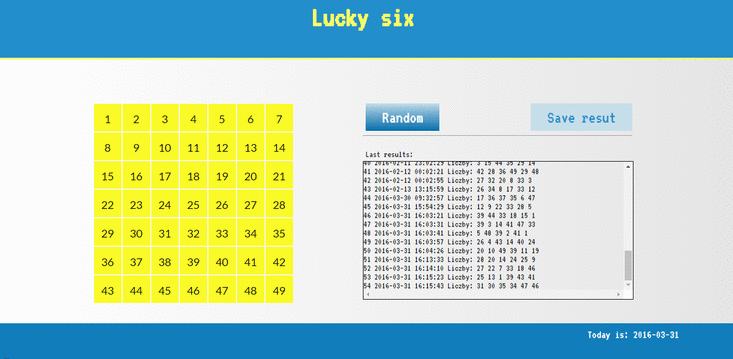 Lucky six
1 2 3 4 5 6 7
8 9 10 11 12 13 14
15 16 17 18 19 20 21
22 23 24 25 26 27 28
29 30 31 32 33 34 35
36 37 38 39 40 41 42
43 44 45 46 47 48 49
Random
Save resut
Last results:
40 2016-02-11 23:02:29 Liczby: 3 15 44 35 29 14
41 2016-02-12 00:02:21 Liczby: 42 28 36 49 29 48
42 2016-02-12 00:02:55 Liczby: 27 32 20 8 33 3
43 2016-02-13 13:15:59 Liczby: 26 34 8 17 33 12
44 2016-03-30 09:32:57 Liczby: 17 36 37 35 6 47
45 2016-03-31 15:54:29 Liczby: 12 9 22 33 28 5
46 2016-03-31 16:03:21 Liczby: 39 44 33 18 15 1
47 2016-03-31 16:03:31 Liczby: 39 3 14 41 47 33
48 2016-03-31 16:03:41 Liczby: 5 48 39 2 41 1
49 2016-03-31 16:03:57 Liczby: 26 4 43 14 40 24
50 2016-03-31 16:04:26 Liczby: 20 10 49 39 11 19
51 2016-03-31 16:13:33 Liczby: 28 20 14 24 25 9
52 2016-03-31 16:14:10 Liczby: 27 22 7 33 18 46
53 2016-03-31 16:15:23 Liczby: 25 13 1 39 43 41
54 2016-03-31 16:15:43 Liczby: 31 30 35 34 47 46
Today is: 2016-03-31